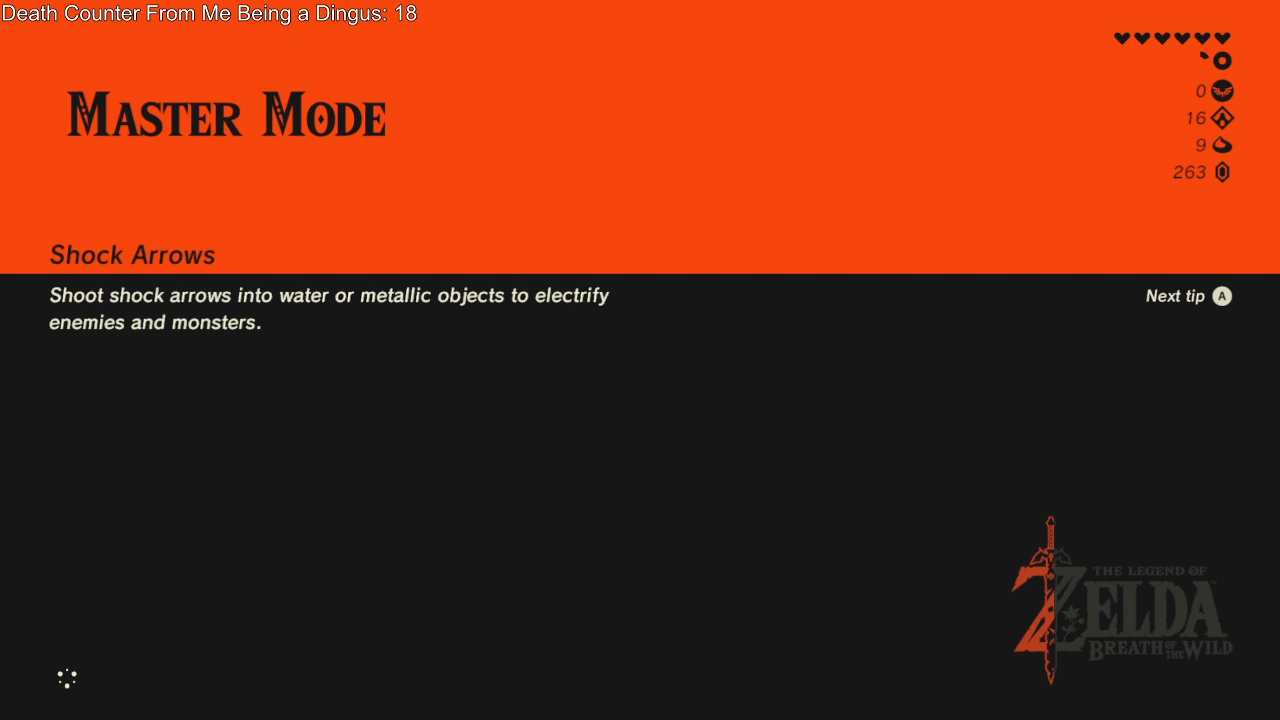 Death Counter From Me Being a Dingus: 18
MASTER MODE
0
16
9
263
Shock Arrows
Shoot shock arrows into water or metallic objects to electrify
enemies and monsters.
Next tip A
THE LEGEND OF
ZELDA
BREATH OF THE WILD